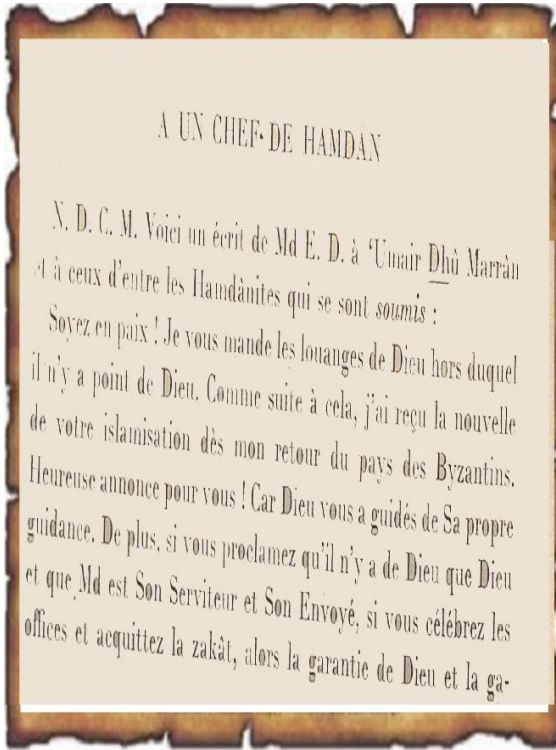 A UN CHEF DE HAMDAN
N. D. C. M. Voici un écrit de Md E. D. à ‘Umair Dhû Marrân
et à ceux d'entre les Hamdânites qui se sont soumis :
Soyez en paix ! Je vous mande les louanges de Dieu hors duquel
il n'y a point de Dieu. Comme suite à cela, j'ai reçu la nouvelle
de votre islamisation dès mon retour du pays des Byzantins.
Heureuse annonce pour vous ! Car Dieu vous a guidés de Sa propre
guidance. De plus, si vous proclamez qu'il n'y a de Dieu que Dieu
et que Md est Son Serviteur et Son Envoyé, si vous célébrez les
offices et acquittez la zakât, alors la garantie de Dieu et la ga-